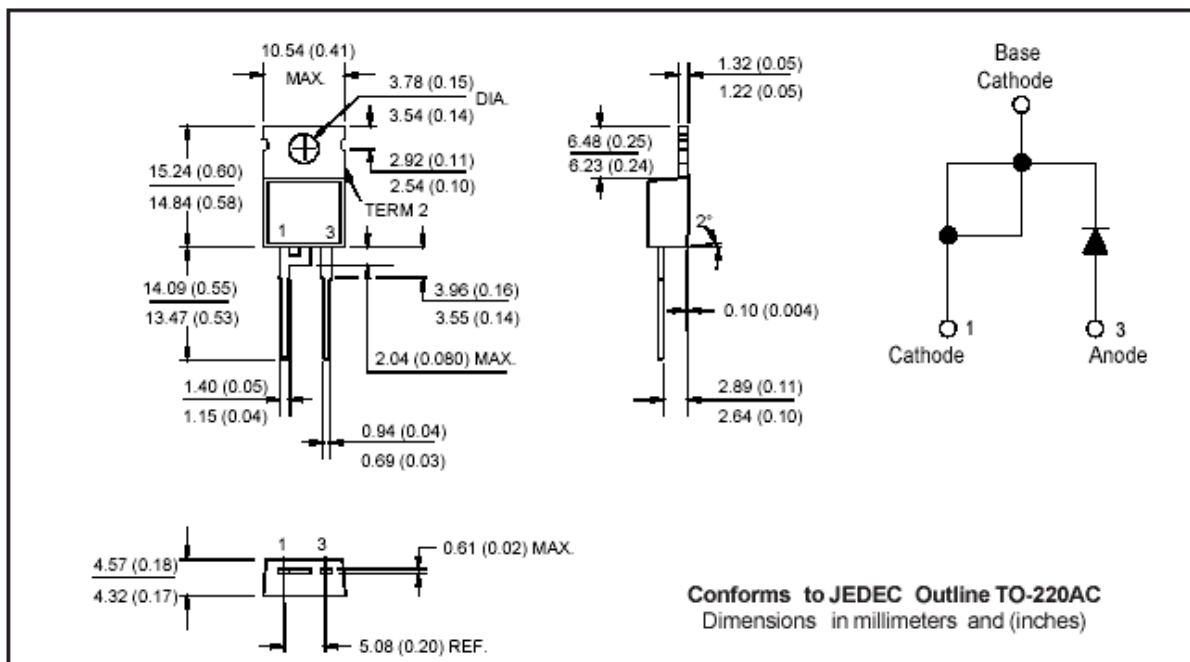 10.54 (0.41)
MAX.
3.78 (0.15)
3.54 (0.14)
DIA.
1.32 (0.05)
1.22 (0.05)
Base
Cathode
15.24 (0.60)
14.84 (0.58)
2.92 (0.11)
2.54 (0.10)
TERM 2
6.48 (0.25)
6.23 (0.24)
1
3
2°
14.09 (0.55)
13.47 (0.53)
3.96 (0.16)
3.55 (0.14)
0.10 (0.004)
1
Cathode
3
Anode
2.04 (0.080) MAX.
1.40 (0.05)
1.15 (0.04)
2.89 (0.11)
2.64 (0.10)
0.94 (0.04)
0.69 (0.03)
1
3
4.57 (0.18)
4.32 (0.17)
0.61 (0.02) MAX.
5.08 (0.20) REF.
Conforms to JEDEC Outline TO-220AC
Dimensions in millimeters and (inches)